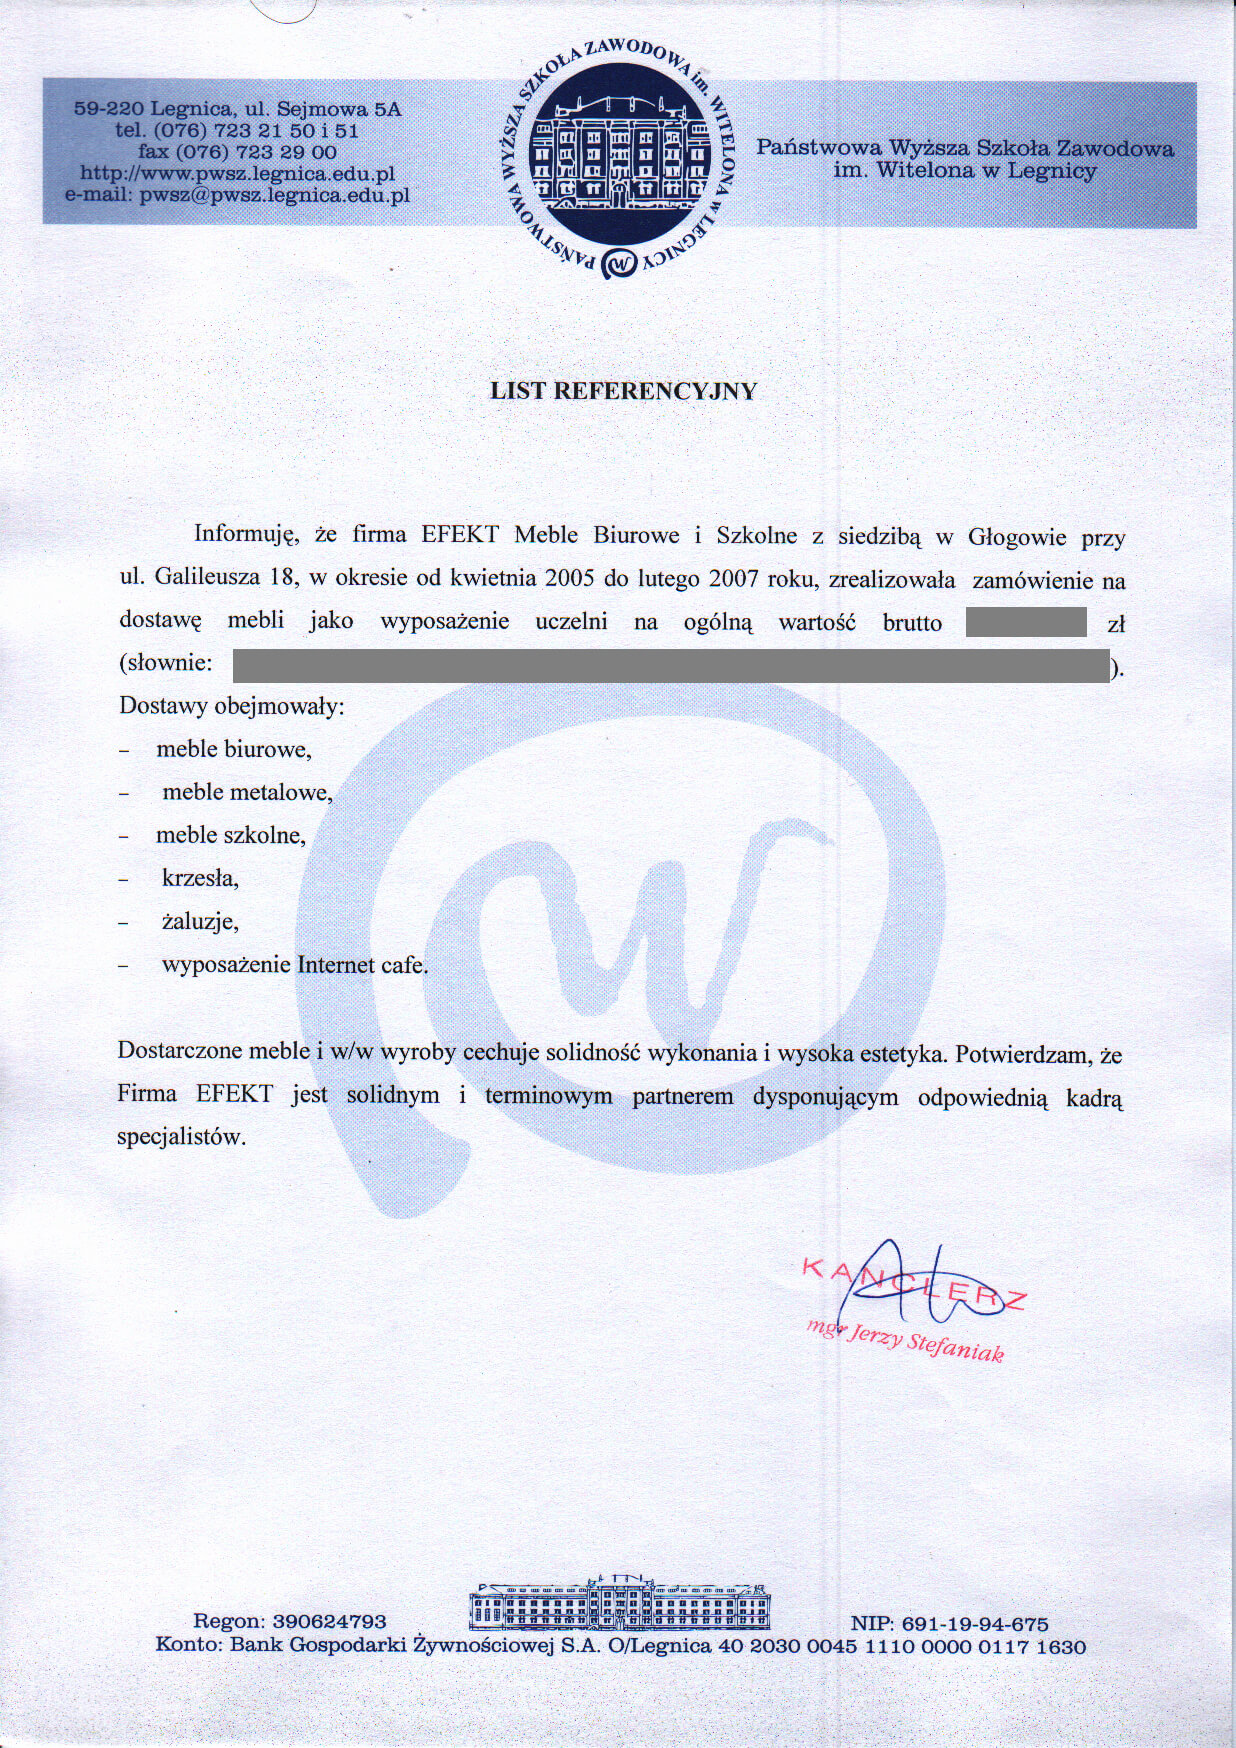 59-220 Legnica, ul. Sejmowa 5A
tel. (076) 723 21 50 i 51
fax (076) 723 29 00
http://www.pwsz.legnica.edu.pl
e-mail: pwsz@pwsz.legnica.edu.pl
PAŃSTWOWA WYŻSZA SZKOŁA ZAWODOWA im. WITELONA W LEGNICY
W
Państwowa Wyższa Szkoła Zawodowa
im. Witelona w Legnicy
LIST REFERENCYJNY
Informuję, że firma EFEKT Meble Biurowe i Szkolne z siedzibą w Głogowie przy
ul. Galileusza 18, w okresie od kwietnia 2005 do lutego 2007 roku, zrealizowała zamówienie na
dostawę mebli jako wyposażenie uczelni na ogólną wartość brutto zł
(słownie: ).
Dostawy obejmowały:
- meble biurowe,
- meble metalowe,
- meble szkolne,
- krzesła,
- żaluzje,
- wyposażenie Internet cafe.
Dostarczone meble i w/w wyroby cechuje solidność wykonania i wysoka estetyka. Potwierdzam, że
Firma EFEKT jest solidnym i terminowym partnerem dysponującym odpowiednią kadrą
specjalistów.
KANCLERZ
mgr Jerzy Stefaniak
Regon: 390624793
NIP: 691-19-94-675
Konto: Bank Gospodarki Żywnościowej S.A. O/Legnica 40 2030 0045 1110 0000 0117 1630